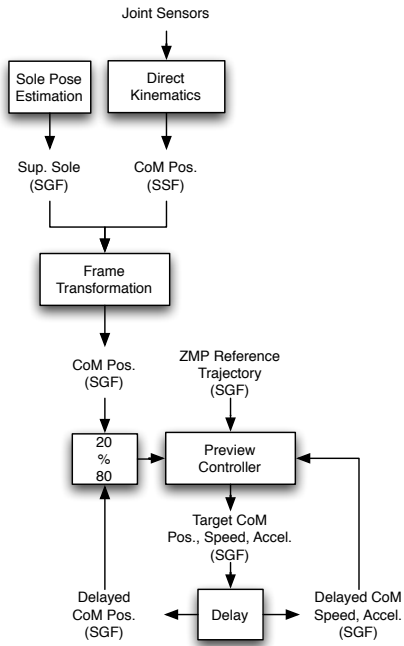 Joint Sensors
Sole Pose
Estimation
Direct
Kinematics
Sup. Sole
(SGF)
CoM Pos.
(SSF)
Frame
Transformation
CoM Pos.
(SGF)
ZMP Reference
Trajectory
(SGF)
20
%
80
Preview
Controller
Target CoM
Pos., Speed, Accel.
(SGF)
Delayed
CoM Pos.
(SGF)
Delay
Delayed CoM
Speed, Accel.
(SGF)